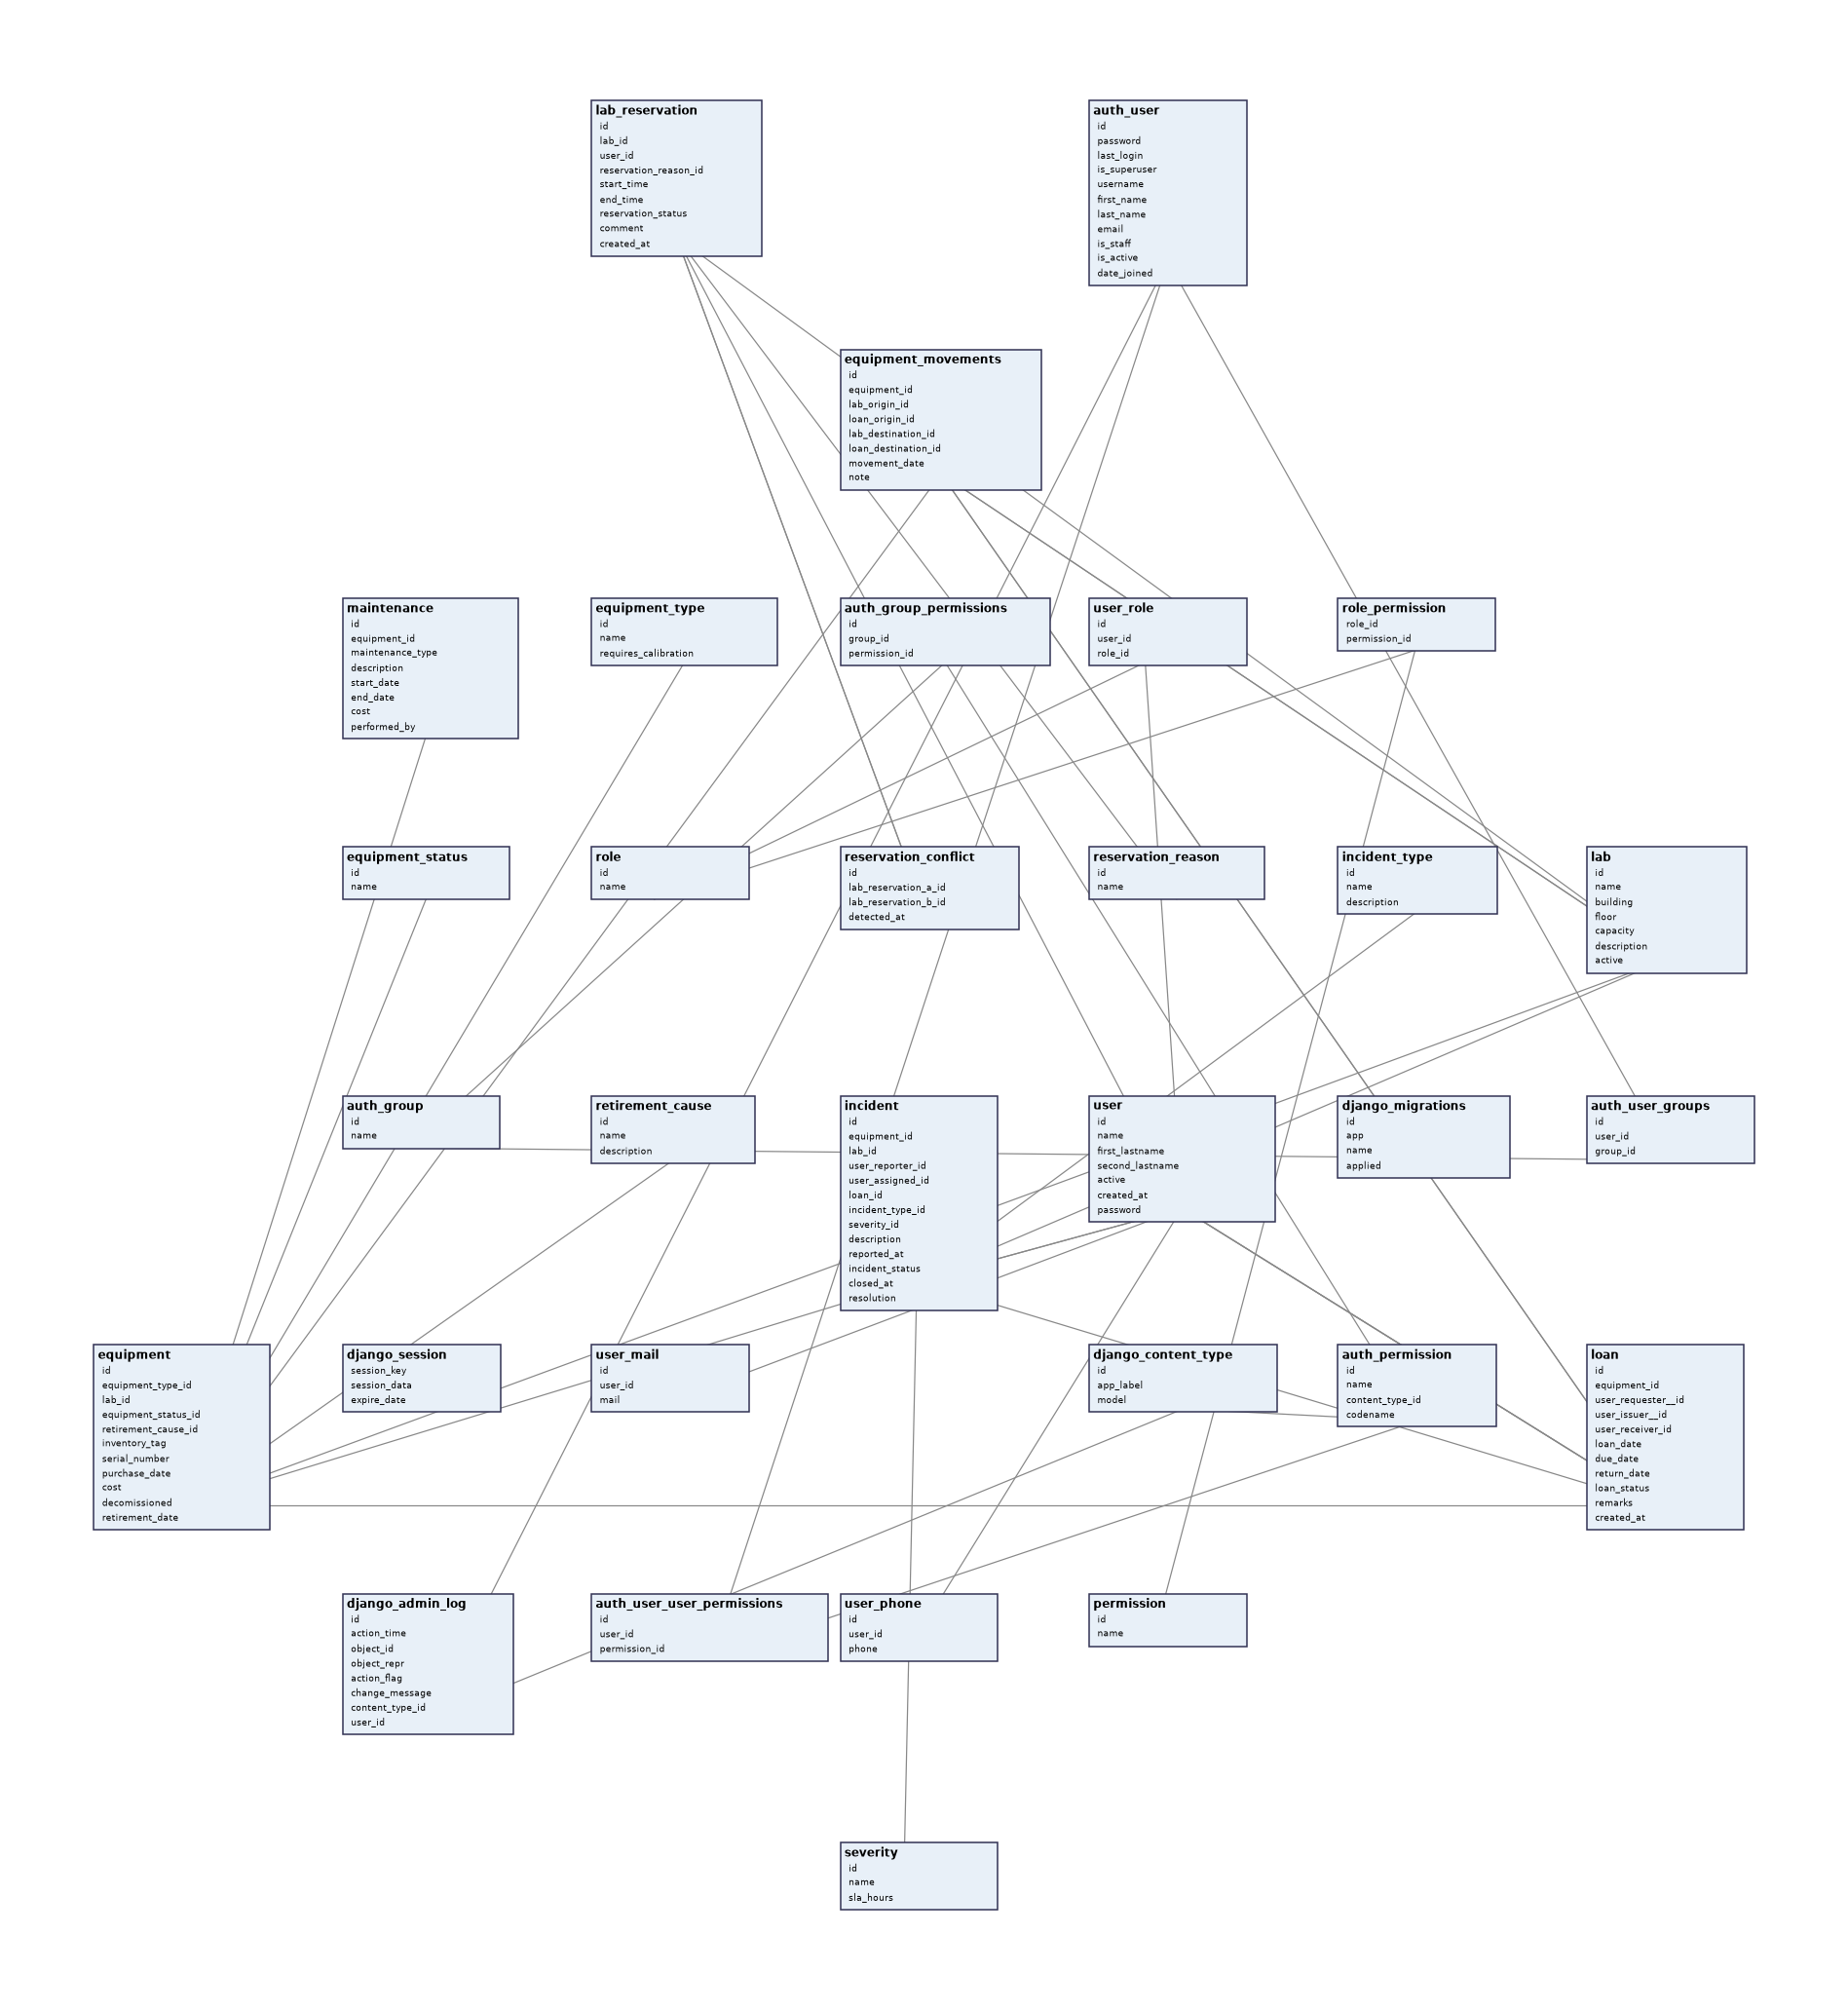 lab_reservation
id
lab_id
user_id
reservation_reason_id
start_time
end_time
reservation_status
comment
created_at
auth_user
id
password
last_login
is_superuser
username
first_name
last_name
email
is_staff
is_active
date_joined
equipment_movements
id
equipment_id
lab_origin_id
loan_origin_id
lab_destination_id
loan_destination_id
movement_date
note
maintenance
id
equipment_id
maintenance_type
description
start_date
end_date
cost
performed_by
equipment_type
id
name
requires_calibration
auth_group_permissions
id
group_id
permission_id
user_role
id
user_id
role_id
role_permission
role_id
permission_id
equipment_status
id
name
role
id
name
reservation_conflict
id
lab_reservation_a_id
lab_reservation_b_id
detected_at
reservation_reason
id
name
incident_type
id
name
description
lab
id
name
building
floor
capacity
description
active
auth_group
id
name
retirement_cause
id
name
description
incident
id
equipment_id
lab_id
user_reporter_id
user_assigned_id
loan_id
incident_type_id
severity_id
description
reported_at
incident_status
closed_at
resolution
user
id
name
first_lastname
second_lastname
active
created_at
password
django_migrations
id
app
name
applied
auth_user_groups
id
user_id
group_id
equipment
id
equipment_type_id
lab_id
equipment_status_id
retirement_cause_id
inventory_tag
serial_number
purchase_date
cost
decomissioned
retirement_date
django_session
session_key
session_data
expire_date
user_mail
id
user_id
mail
django_content_type
id
app_label
model
auth_permission
id
name
content_type_id
codename
loan
id
equipment_id
user_requester__id
user_issuer__id
user_receiver_id
loan_date
due_date
return_date
loan_status
remarks
created_at
django_admin_log
id
action_time
object_id
object_repr
action_flag
change_message
content_type_id
user_id
auth_user_user_permissions
id
user_id
permission_id
user_phone
id
user_id
phone
permission
id
name
severity
id
name
sla_hours